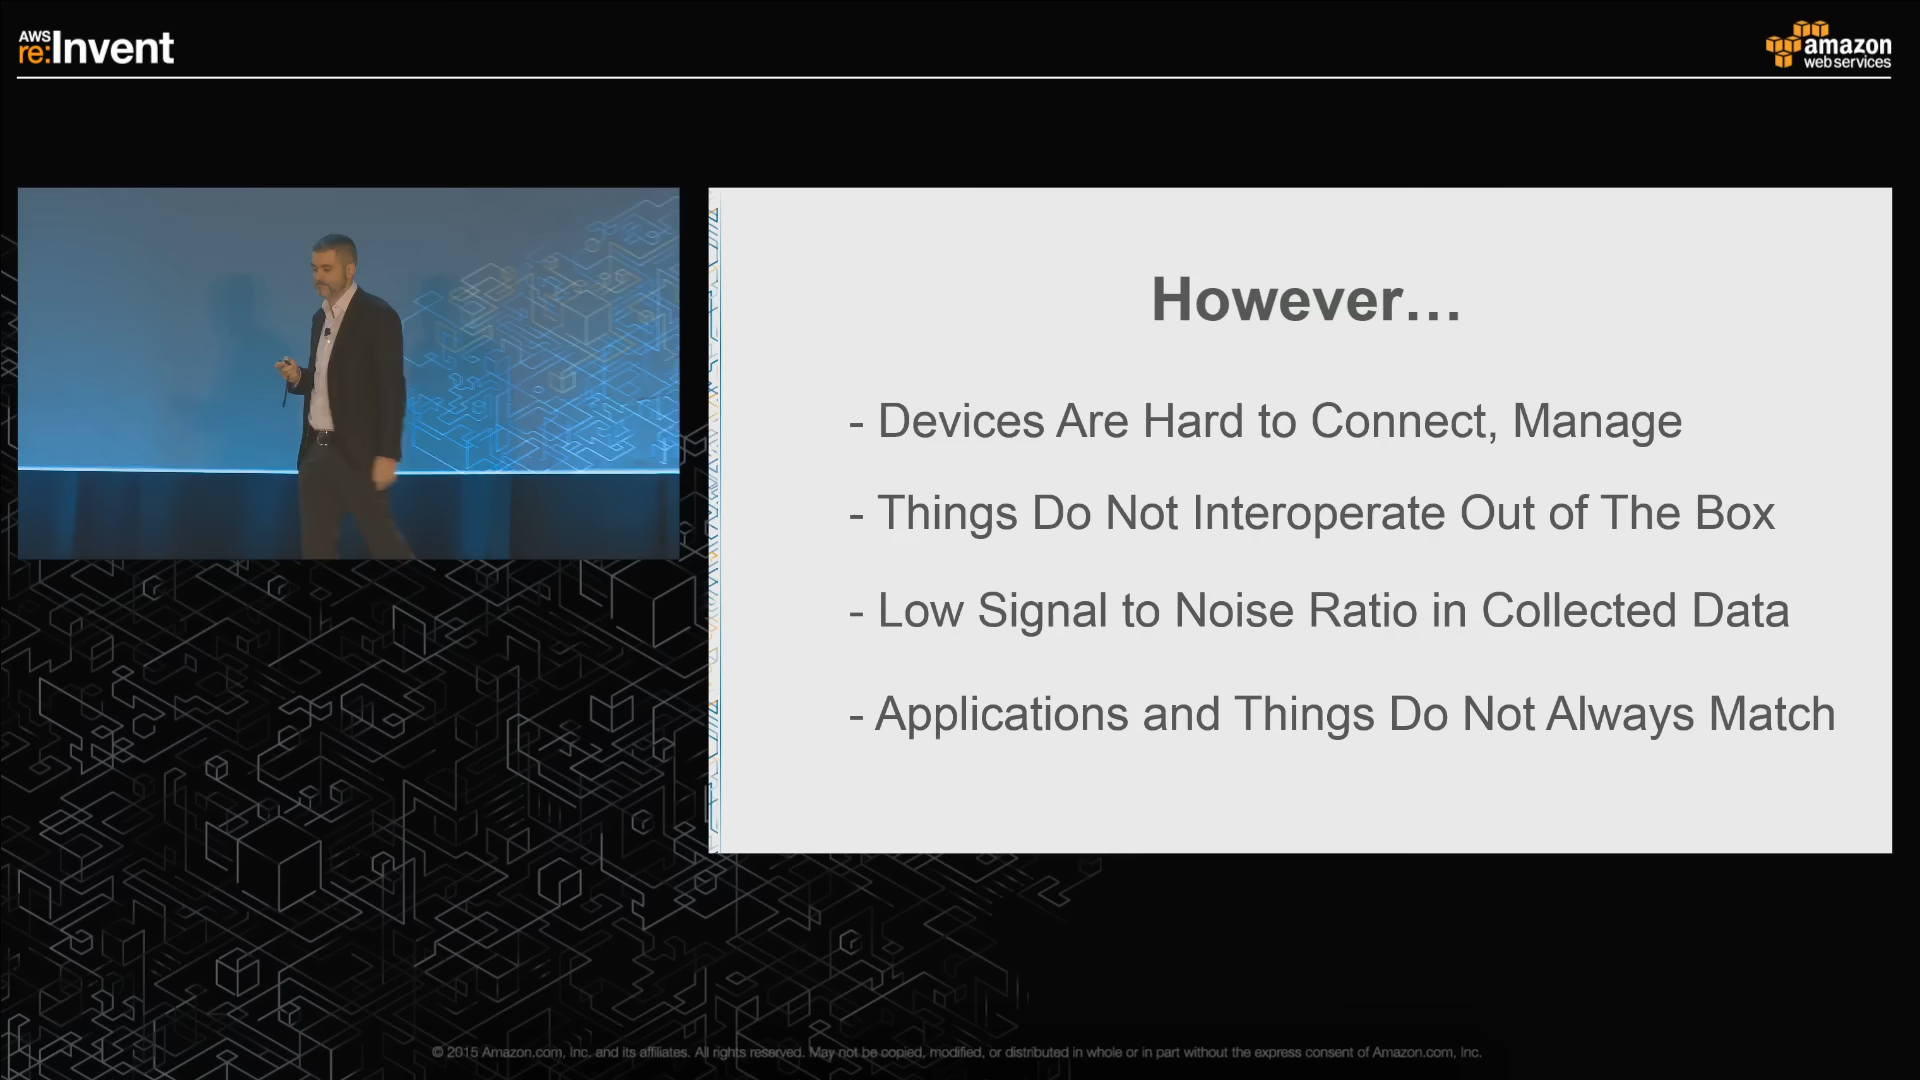 AWS
re:Invent
amazon
web services
However…
- Devices Are Hard to Connect, Manage
- Things Do Not Interoperate Out of The Box
- Low Signal to Noise Ratio in Collected Data
- Applications and Things Do Not Always Match
© 2015 Amazon.com, Inc. and its affiliates. All rights reserved. May not be copied, modified, or distributed in whole or in part without the express consent of Amazon.com, Inc.